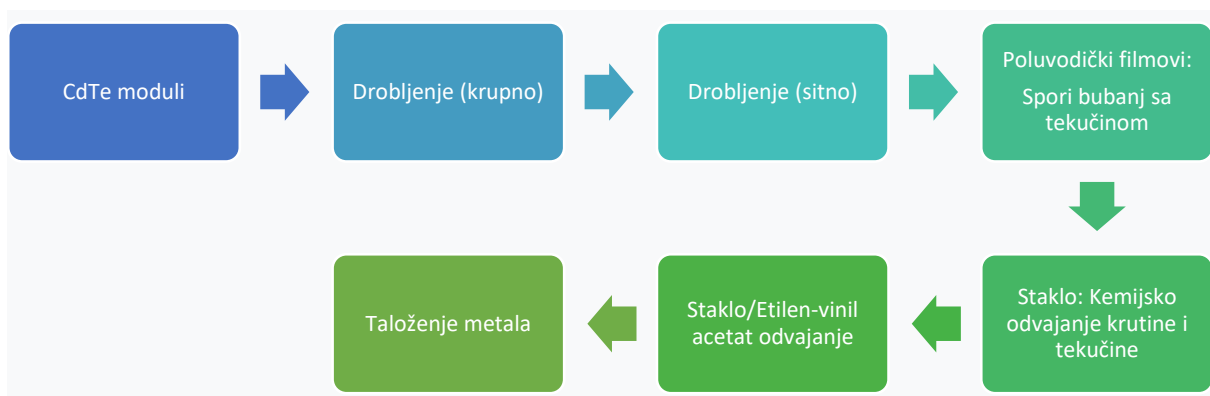 CdTe moduli
Drobljenje (krupno)
Drobljenje (sitno)
Poluvodički filmovi:
Spori bubanj sa
tekučinom
Staklo: Kemijsko
odvajanje krutine i
tekučine
Staklo/Etilen-vinil
acetat odvajanje
Taloženje metala